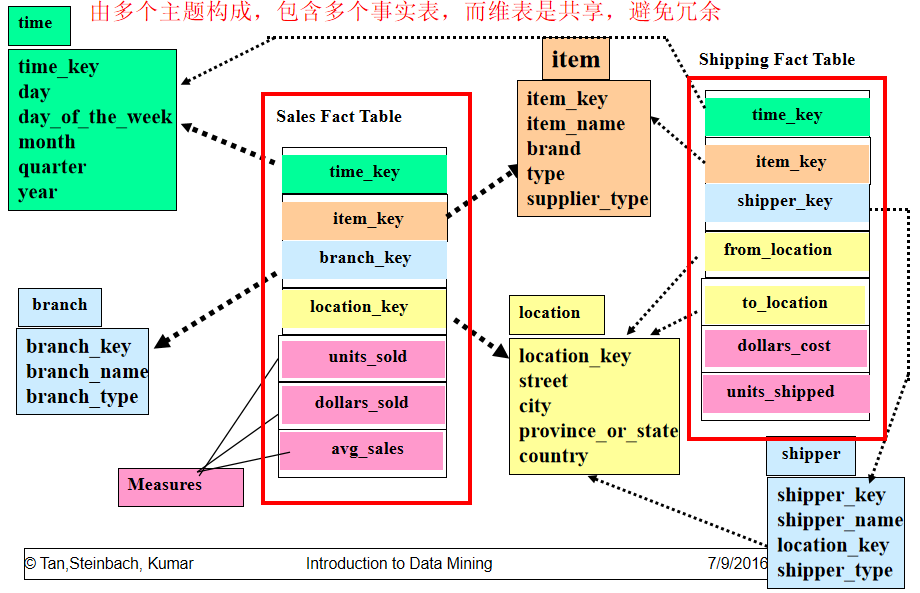 由多个主题构成，包含多个事实表，而维表是共享，避免冗余
time
time_key
day
day_of_the_week
month
quarter
year
Sales Fact Table
time_key
item_key
branch_key
location_key
units_sold
dollars_sold
avg_sales
Measures
branch
branch_key
branch_name
branch_type
item
item_key
item_name
brand
type
supplier_type
location
location_key
street
city
province_or_state
country
Shipping Fact Table
time_key
item_key
shipper_key
from_location
to_location
dollars_cost
units_shipped
shipper
shipper_key
shipper_name
location_key
shipper_type
© Tan,Steinbach, Kumar
Introduction to Data Mining
7/9/2016